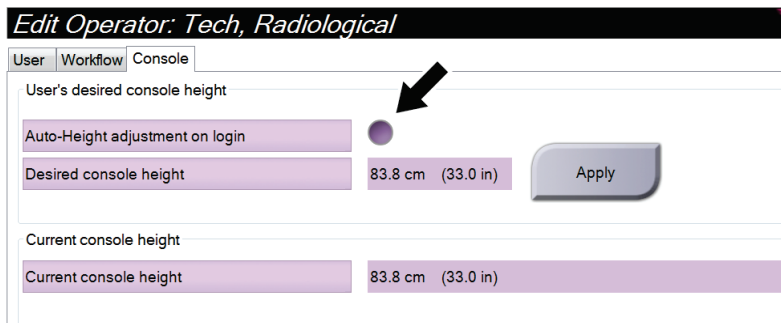 Edit Operator: Tech, Radiological
User Workflow Console
User's desired console height
Auto-Height adjustment on login
Desired console height 83.8 cm (33.0 in) Apply
Current console height
Current console height 83.8 cm (33.0 in)